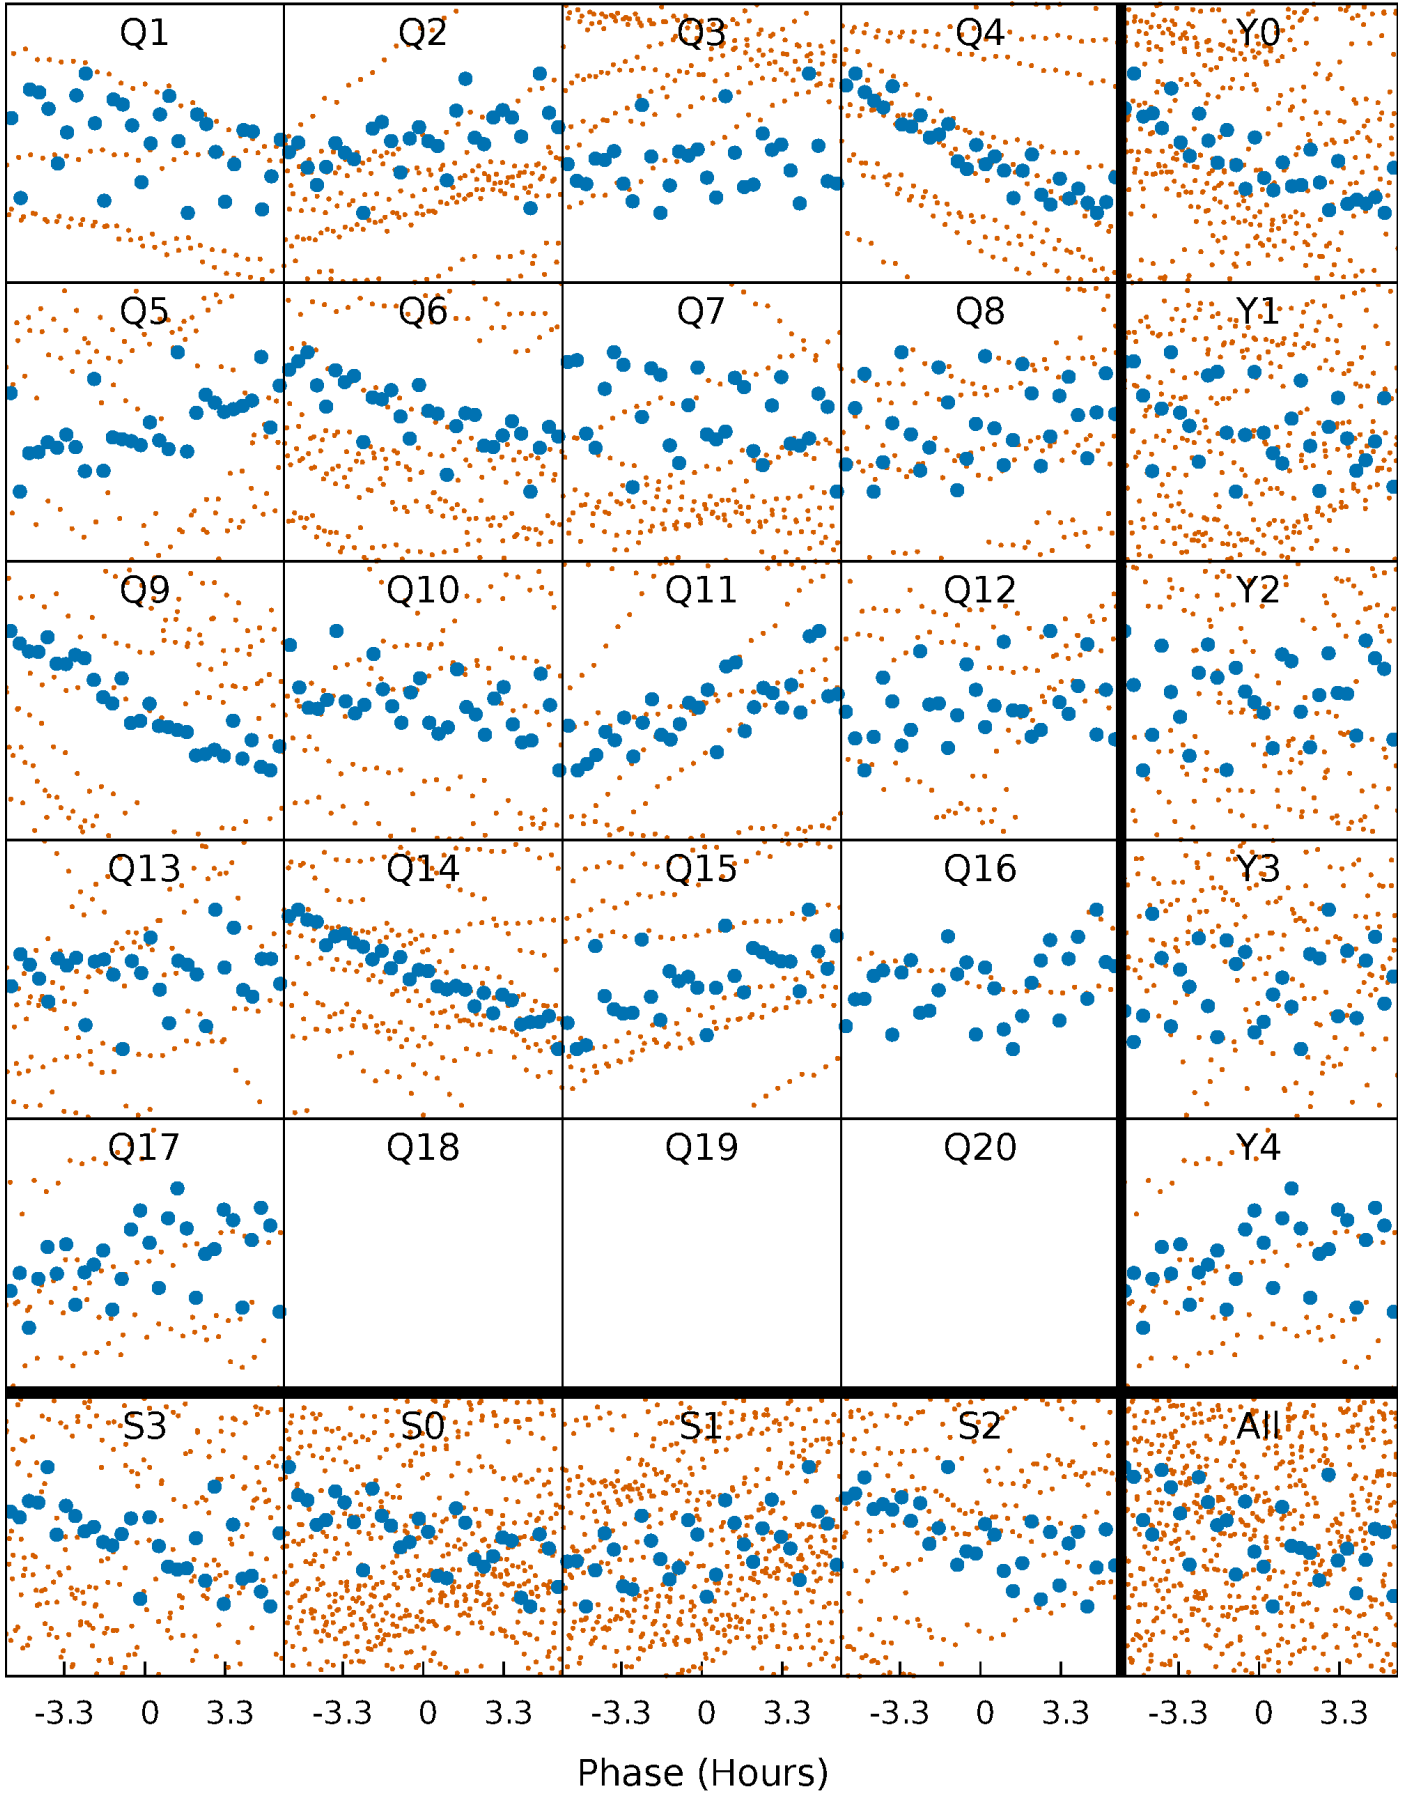 Q1 Q2 Q3 Q4 Y0
Q5 Q6 Q7 Q8 Y1
Q9 Q10 Q11 Q12 Y2
Q13 Q14 Q15 Q16 Y3
Q17 Q18 Q19 Q20 Y4
S3 S0 S1 S2 All
-3.3 0 3.3 -3.3 0 3.3 -3.3 0 3.3 -3.3 0 3.3 -3.3 0 3.3
Phase (Hours)